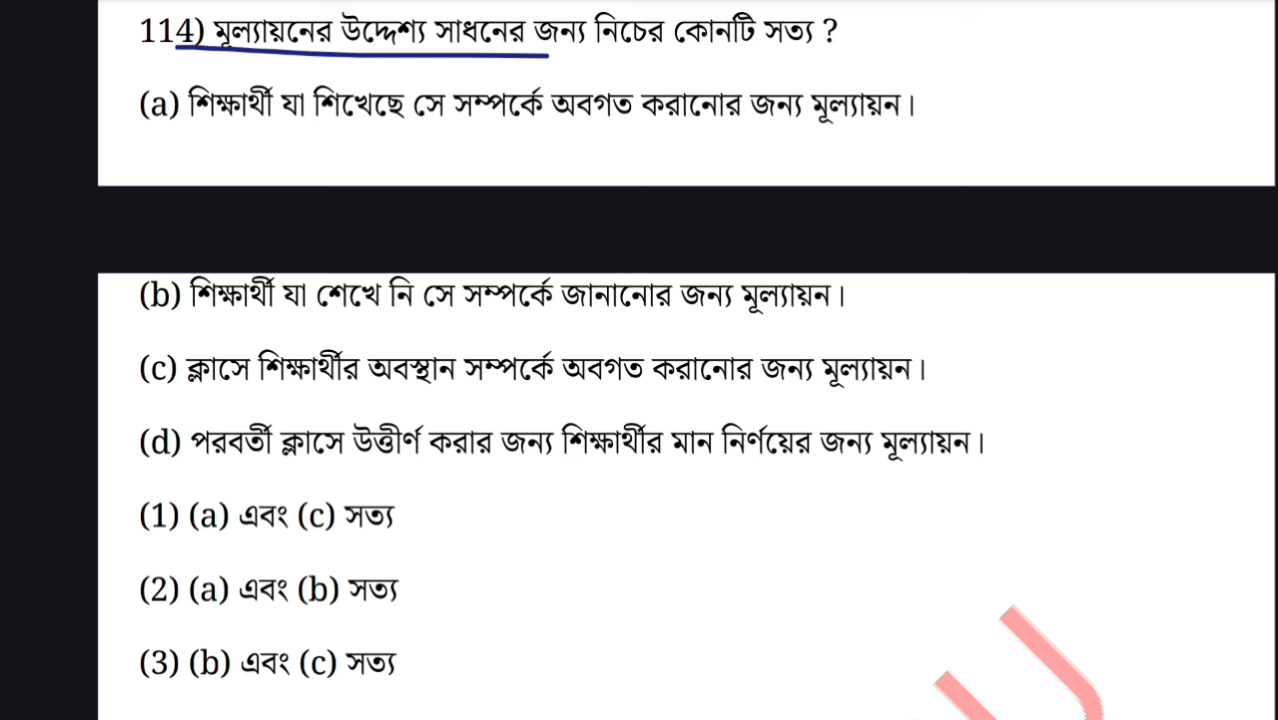 114) মূল্যায়নের উদ্দেশ্য সাধনের জন্য নিচের কোনটি সত্য ?
(a) শিক্ষার্থী যা শিখেছে সে সম্পর্কে অবগত করানোর জন্য মূল্যায়ন।
(b) শিক্ষার্থী যা শেখে নি সে সম্পর্কে জানানোর জন্য মূল্যায়ন।
(c) ক্লাসে শিক্ষার্থীর অবস্থান সম্পর্কে অবগত করানোর জন্য মূল্যায়ন।
(d) পরবর্তী ক্লাসে উত্তীর্ণ করার জন্য শিক্ষার্থীর মান নির্ণয়ের জন্য মূল্যায়ন।
(1) (a) এবং (c) সত্য
(2) (a) এবং (b) সত্য
(3) (b) এবং (c) সত্য